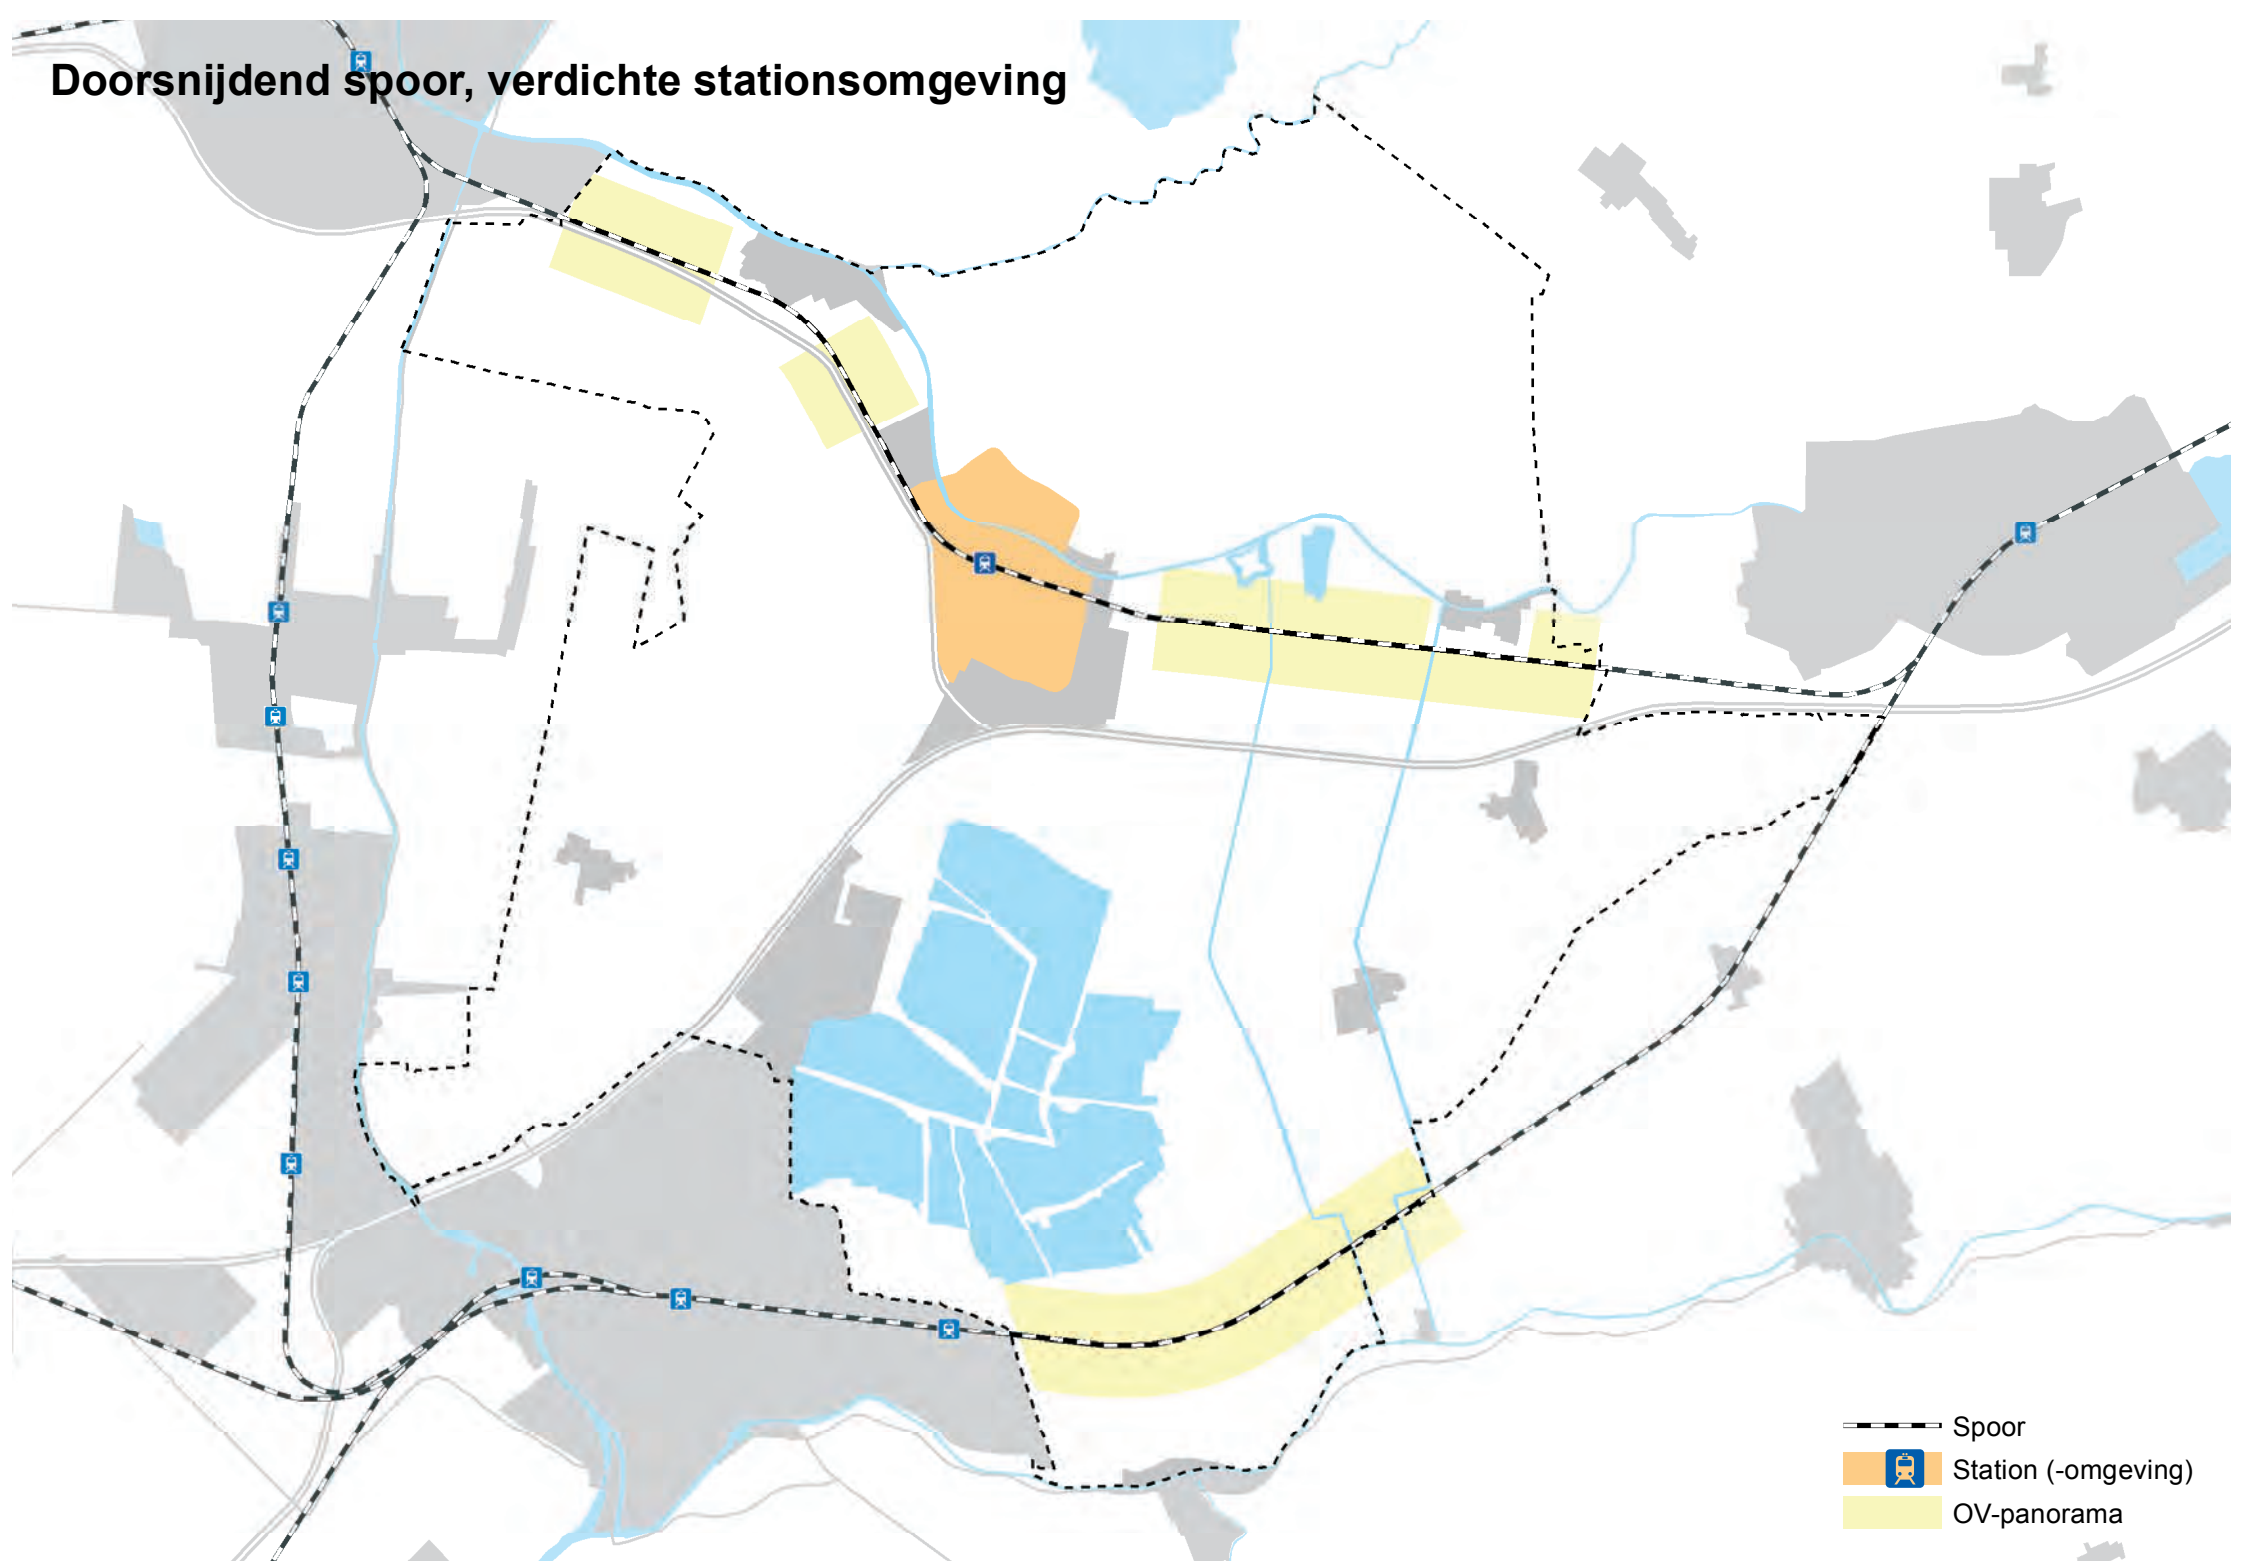 Doorsnijdend spoor, verdichte stationsomgeving
Spoor
Station (-omgeving)
OV-panorama